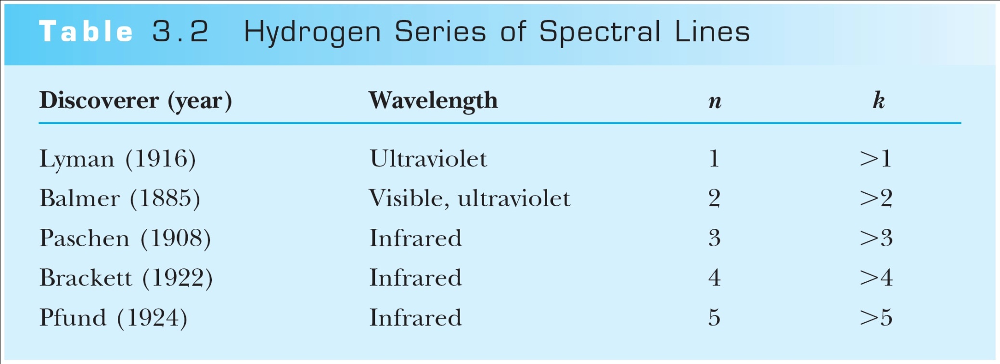 Table 3.2 Hydrogen Series of Spectral Lines
Discoverer (year) Wavelength n k
Lyman (1916) Ultraviolet 1 >1
Balmer (1885) Visible, ultraviolet 2 >2
Paschen (1908) Infrared 3 >3
Brackett (1922) Infrared 4 >4
Pfund (1924) Infrared 5 >5